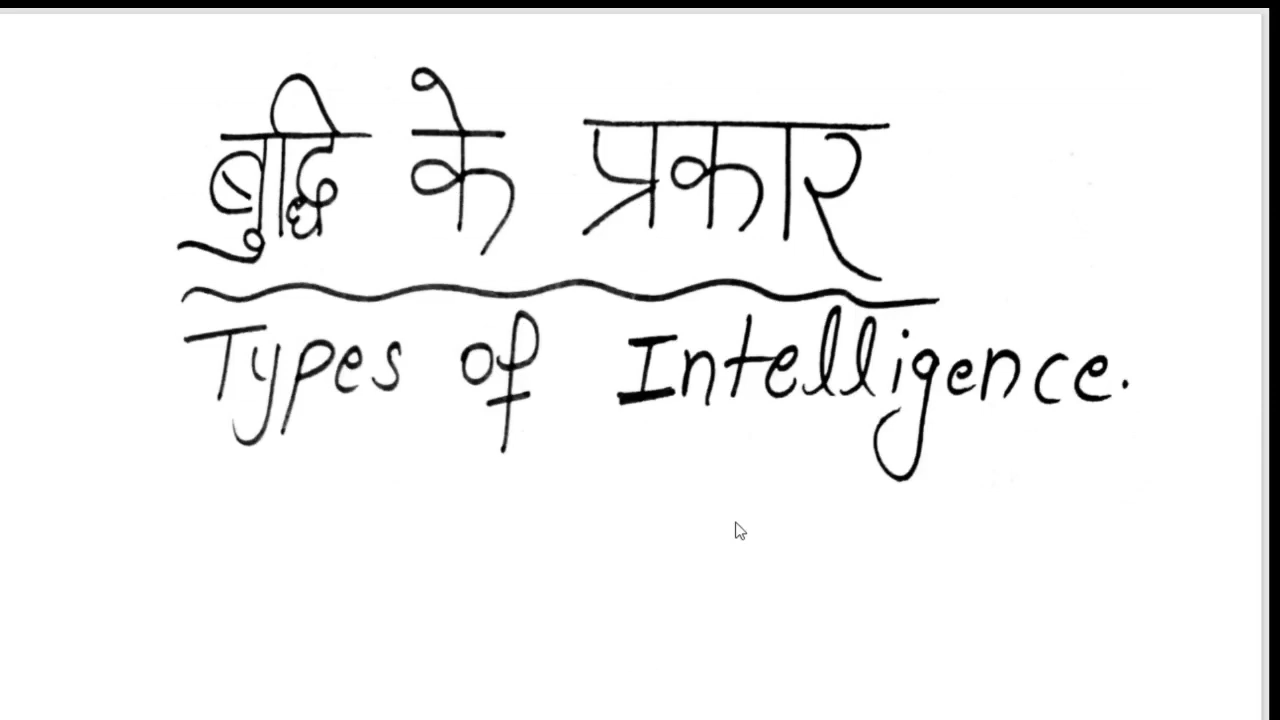 बुद्धि के प्रकार
Types of Intelligence.